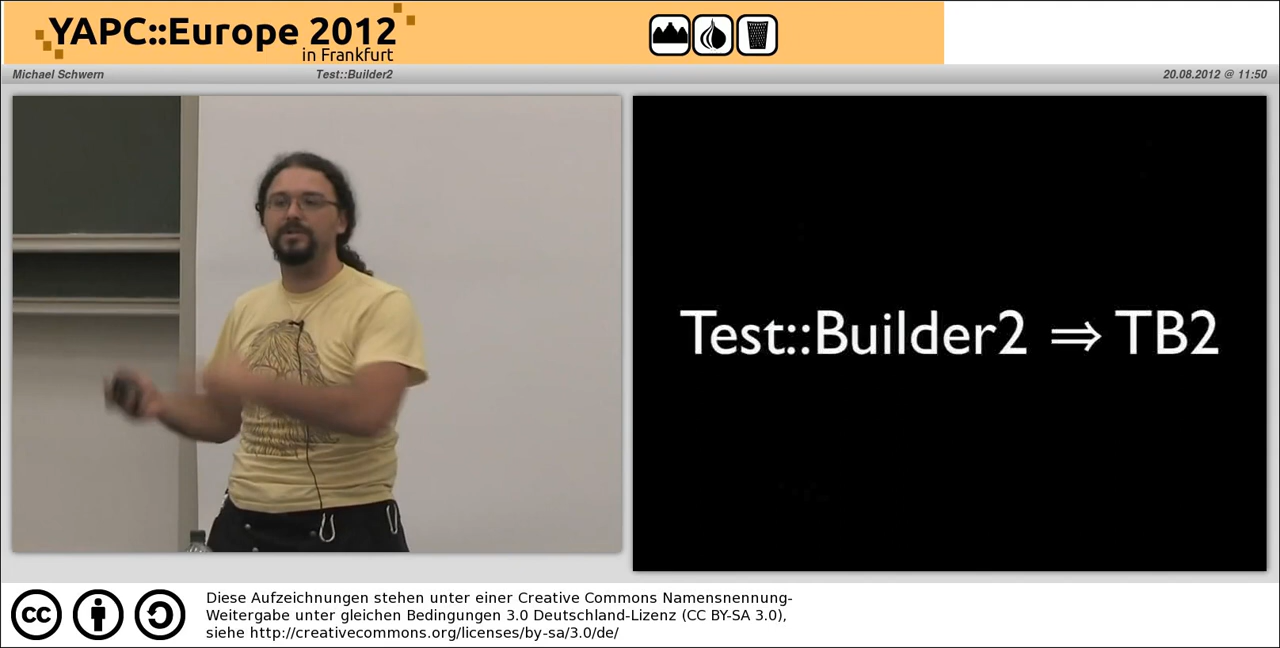 YAPC::Europe 2012
in Frankfurt
Michael Schwern
Test::Builder2
20.08.2012 @ 11:50
Test::Builder2 ⇒ TB2
cc
Diese Aufzeichnungen stehen unter einer Creative Commons Namensnennung-
Weitergabe unter gleichen Bedingungen 3.0 Deutschland-Lizenz (CC BY-SA 3.0),
siehe http://creativecommons.org/licenses/by-sa/3.0/de/